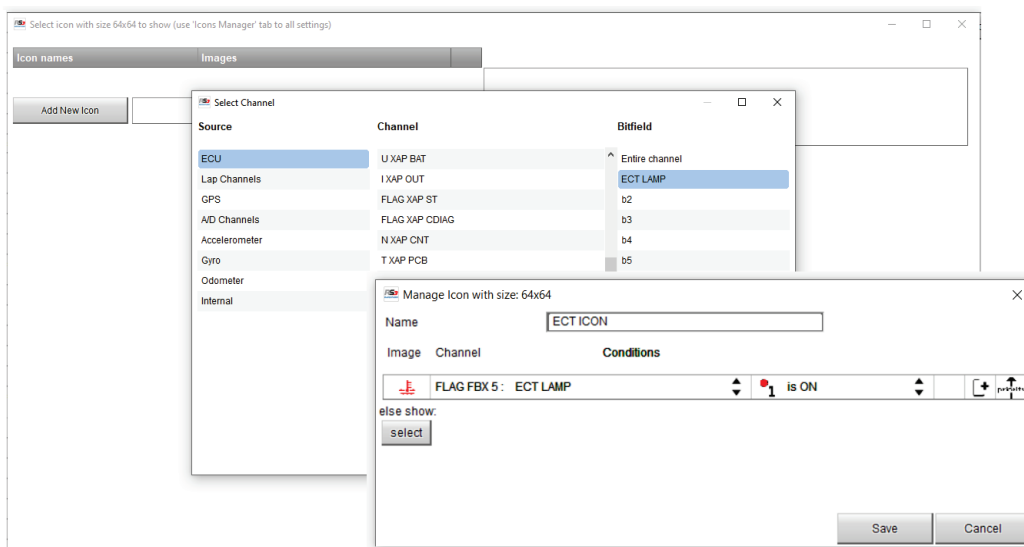 Select icon with size 64x64 to show (use 'Icons Manager' tab to all settings)
Icon names Images
Add New Icon
Select Channel
Source Channel Bitfield
ECU U XAP BAT Entire channel
Lap Channels I XAP OUT ECT LAMP
GPS FLAG XAP ST b2
A/D Channels FLAG XAP CDIAG b3
Accelerometer N XAP CNT b4
Gyro T XAP PCB b5
Odometer
Internal
Manage Icon with size: 64x64
Name ECT ICON
Image Channel Conditions
FLAG FBX 5 : ECT LAMP 1 is ON
else show:
select
Save Cancel